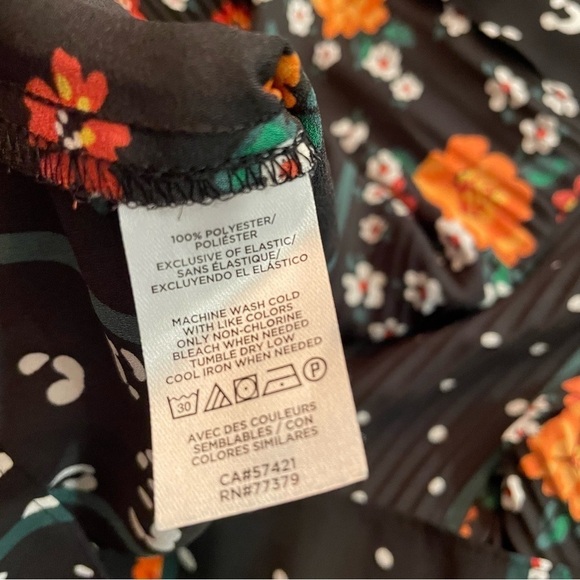 100% POLYESTER/
POLIÉSTER
EXCLUSIVE OF ELASTIC/
SANS ÉLASTIQUE/
EXCLUYENDO EL ELÁSTICO
MACHINE WASH COLD
WITH LIKE COLORS
ONLY NON-CHLORINE
BLEACH WHEN NEEDED
TUMBLE DRY LOW
COOL IRON WHEN NEEDED
30 P
AVEC DES COULEURS
SEMBLABLES / CON
COLORES SIMILARES
CA#57421
RN#77379